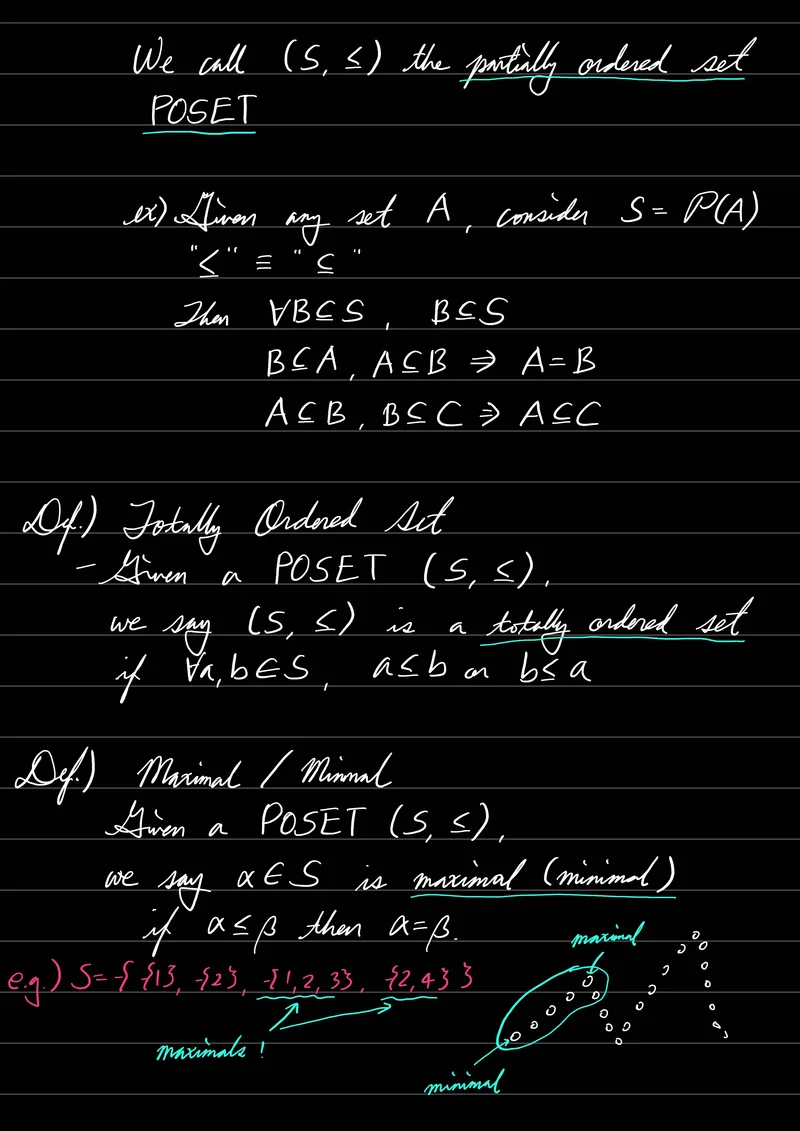 We call (S, ≤) the partially ordered set
POSET
ex) Given any set A, consider S = P(A)
"≤" ≡ "⊆"
Then ∀B⊆S, B⊆S
B⊆A, A⊆B ⇒ A=B
A⊆B, B⊆C ⇒ A⊆C
Def.) Totally Ordered Set
- Given a POSET (S, ≤),
we say (S, ≤) is a totally ordered set
if ∀a,b∈S, a≤b or b≤a
Def.) Maximal / Minmal
Given a POSET (S, ≤),
we say α∈S is maximal (minimal)
if α≤β then α=β.
maximal
e.g.) S={ {1}, {2}, {1,2,3}, {2,4} }
maximals !
minimal